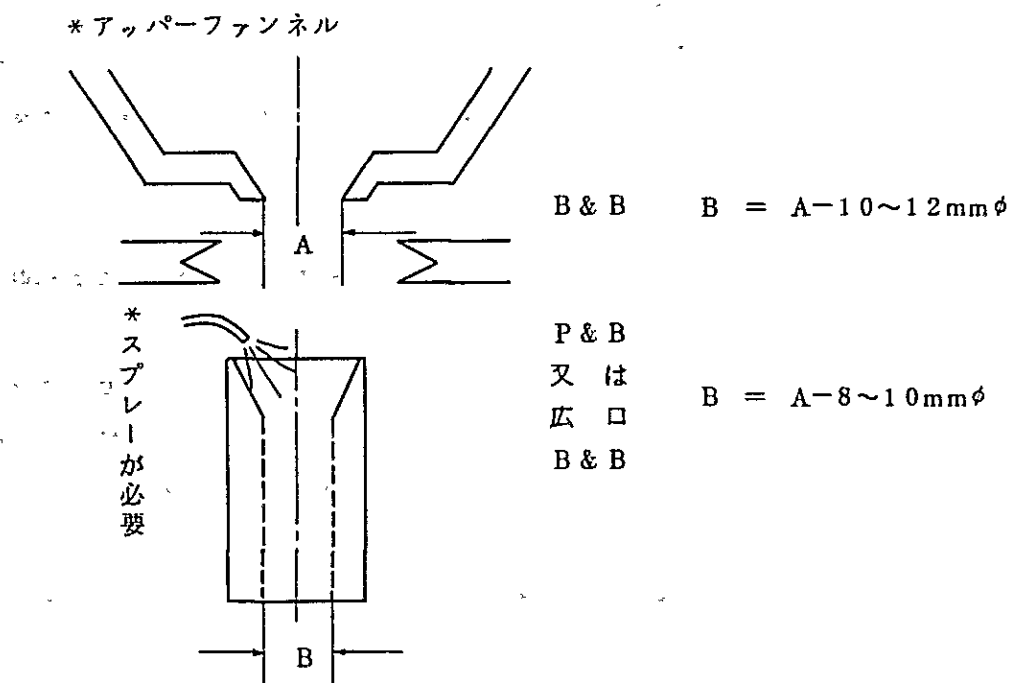 *アッパーファンネル
A
B & B B = A-10~12mmφ
*スプレーが必要
P & B
又は
広口
B & B
B = A-8~10mmφ
B